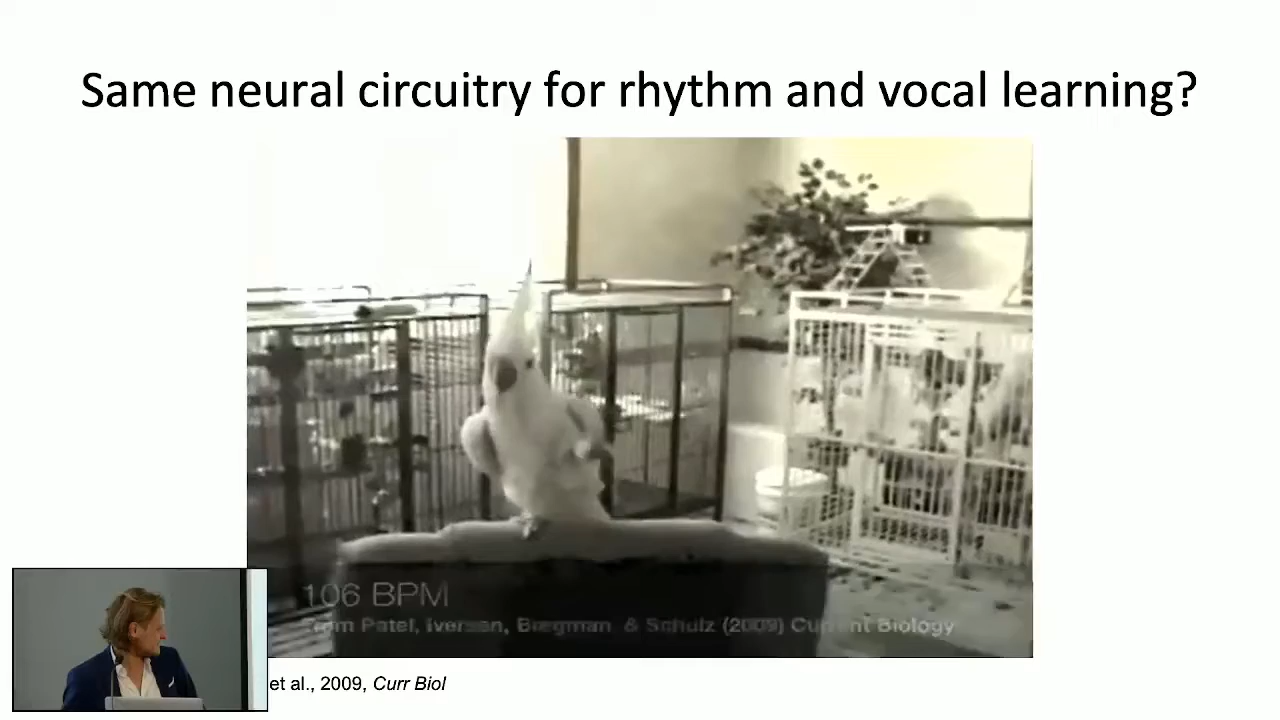 Same neural circuitry for rhythm and vocal learning?
106 BPM
From Patel, Iversen, Bregman & Schulz (2009) Current Biology
et al., 2009, Curr Biol